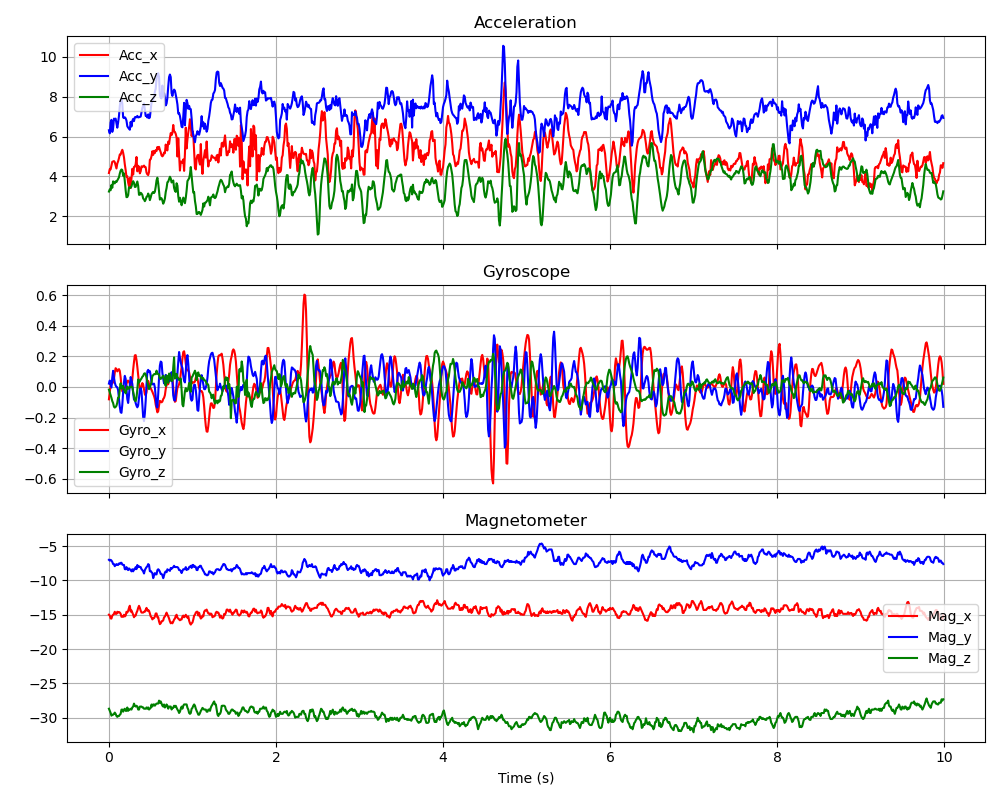 Acceleration
10
8
6
4
2
Acc_x
Acc_y
Acc_z
Gyroscope
0.6
0.4
0.2
0.0
−0.2
−0.4
−0.6
Gyro_x
Gyro_y
Gyro_z
Magnetometer
−5
−10
−15
−20
−25
−30
Mag_x
Mag_y
Mag_z
0 2 4 6 8 10
Time (s)